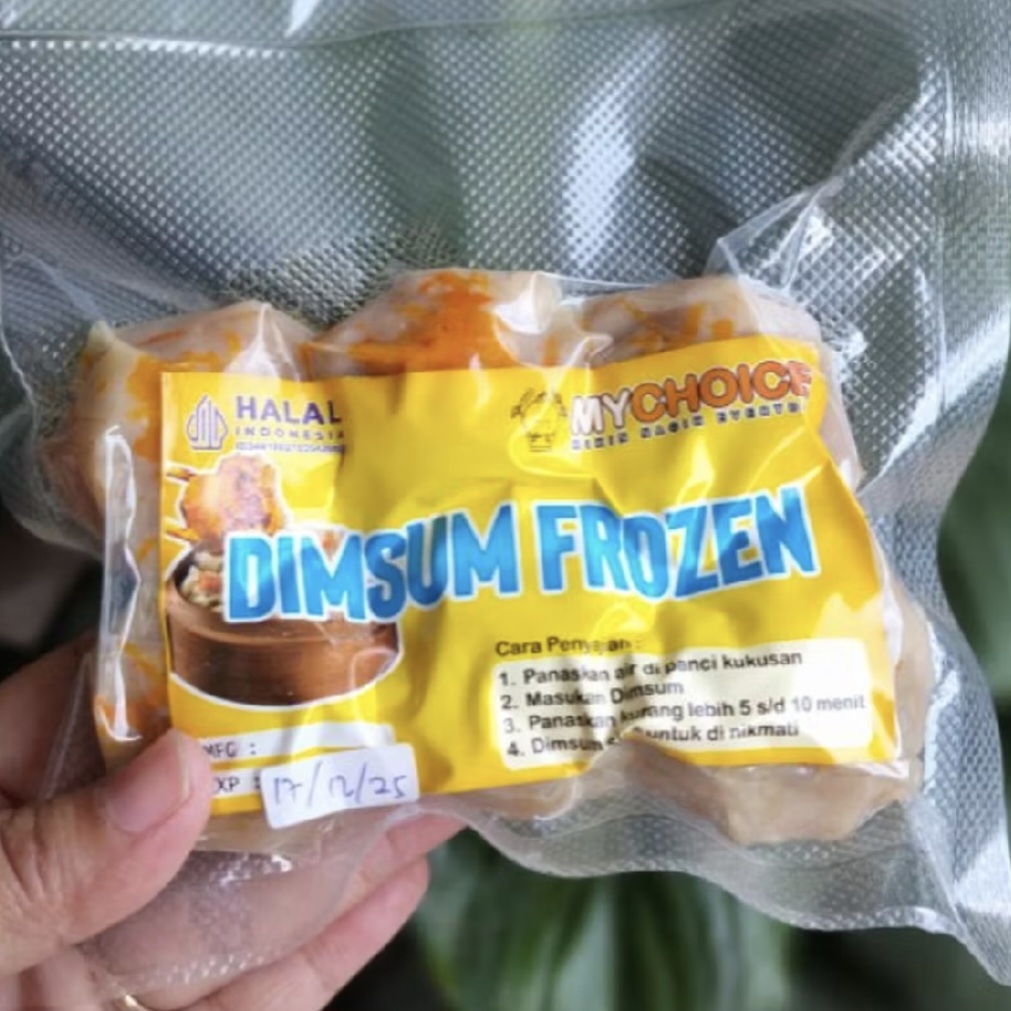 HALAL
INDONESIA
MYCHOICE
DIMSUM FROZEN
Cara Penyajian :
1. Panaskan air di panci kukusan
2. Masukan Dimsum
3. Panaskan kurang lebih 5 s/d 10 menit
4. Dimsum untuk di nikmati
MFG :
EXP : 17/12/25